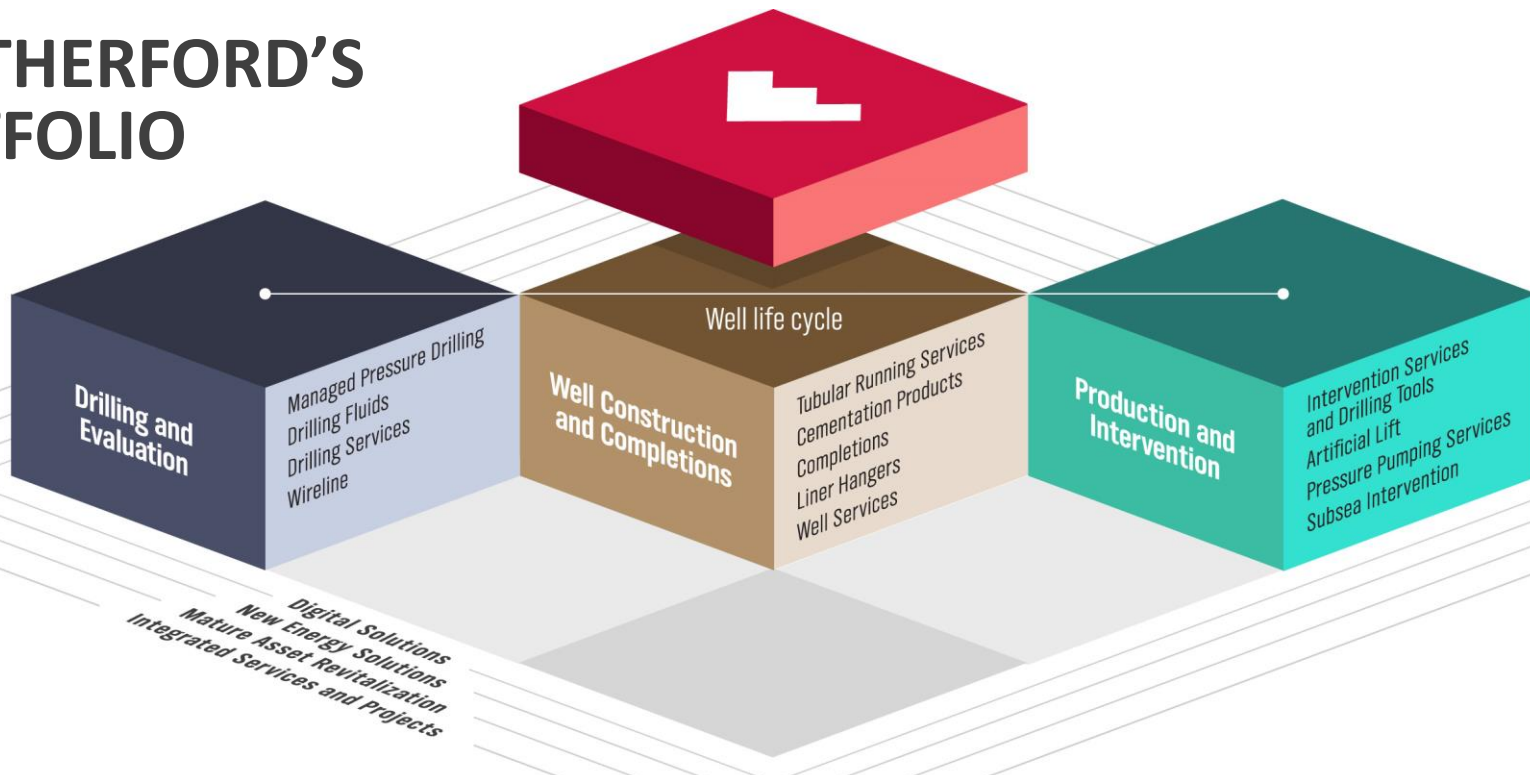 THERFORD’S
FOLIO
Well life cycle
Drilling and
Evaluation
Managed Pressure Drilling
Drilling Fluids
Drilling Services
Wireline
Well Construction
and Completions
Tubular Running Services
Cementation Products
Completions
Liner Hangers
Well Services
Production and
Intervention
Intervention Services
and Drilling Tools
Artificial Lift
Pressure Pumping Services
Subsea Intervention
Digital Solutions
New Energy Solutions
Mature Asset Revitalization
Integrated Services and Projects